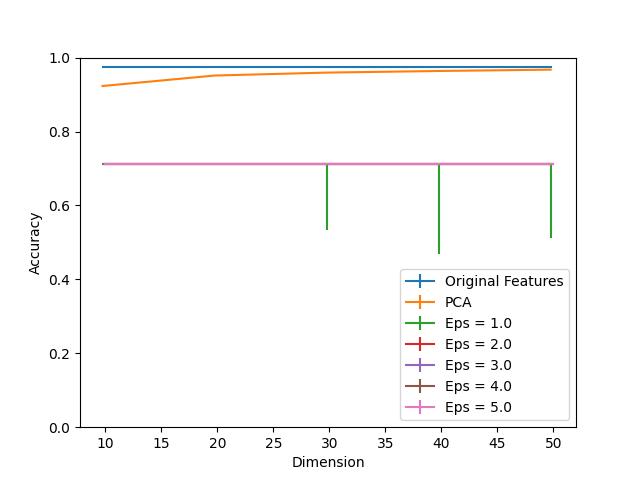 1.0
0.8
0.6
0.4
0.2
0.0
Accuracy
Original Features
PCA
Eps = 1.0
Eps = 2.0
Eps = 3.0
Eps = 4.0
Eps = 5.0
10 15 20 25 30 35 40 45 50
Dimension